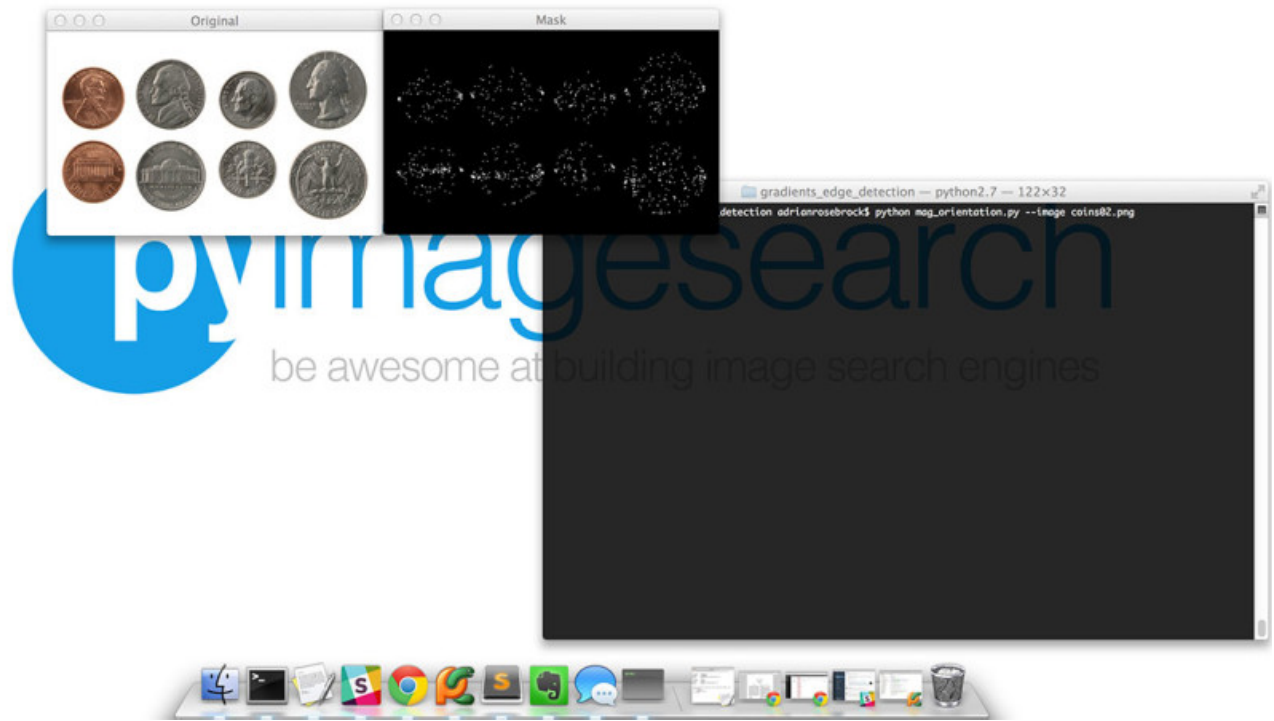 Original
Mask
gradients_edge_detection — python2.7 — 122×32
detection adrianrosebrock$ python mag_orientation.py --image coins02.png
pyimagesearch
be awesome at building image search engines
S
S